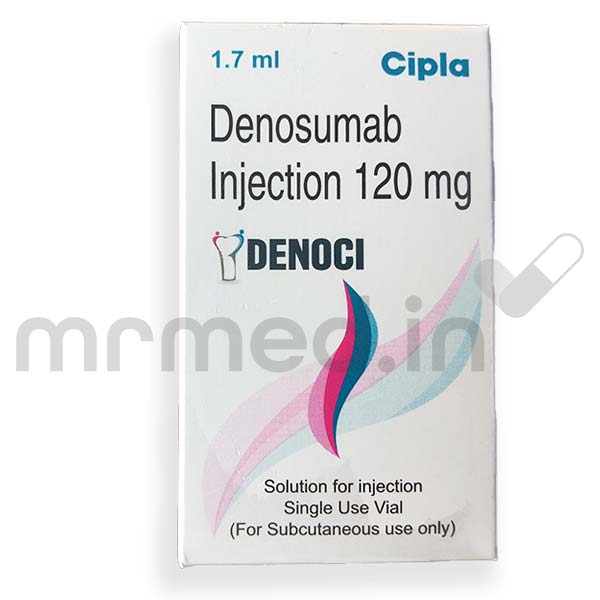 1.7 ml Cipla
Denosumab
Injection 120 mg
DENOCI
mrmed.in
Solution for injection
Single Use Vial
(For Subcutaneous use only)